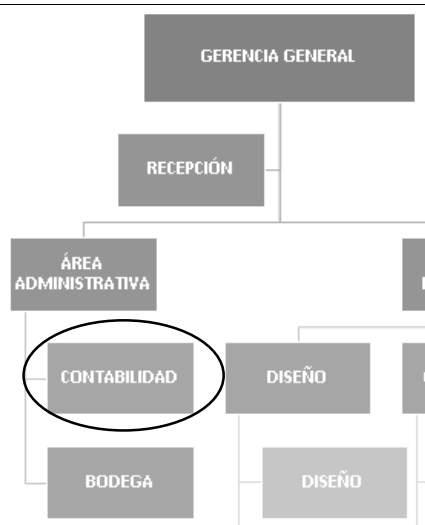 GERENCIA GENERAL
RECEPCIÓN
ÁREA
ADMINISTRATIVA
CONTABILIDAD
DISEÑO
BODEGA
DISEÑO